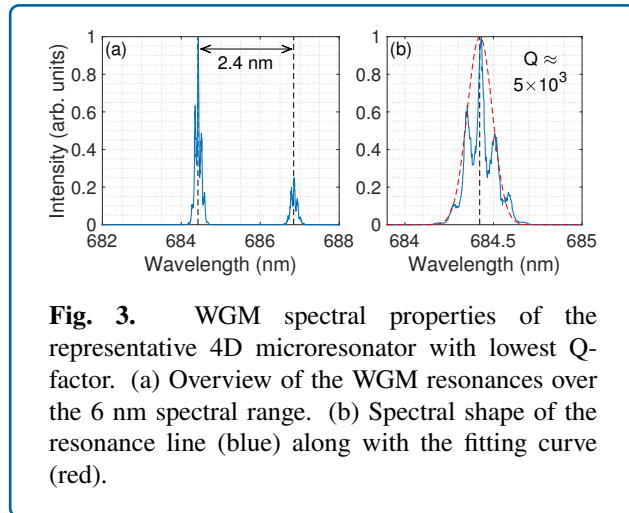 (a)
2.4 nm
Intensity (arb. units)
1
0.8
0.6
0.4
0.2
0
682 684 686 688
Wavelength (nm)
(b)
Q ≈
5×10³
1
0.8
0.6
0.4
0.2
0
684 684.5 685
Wavelength (nm)
Fig. 3. WGM spectral properties of the
representative 4D microresonator with lowest Q-
factor. (a) Overview of the WGM resonances over
the 6 nm spectral range. (b) Spectral shape of the
resonance line (blue) along with the fitting curve
(red).